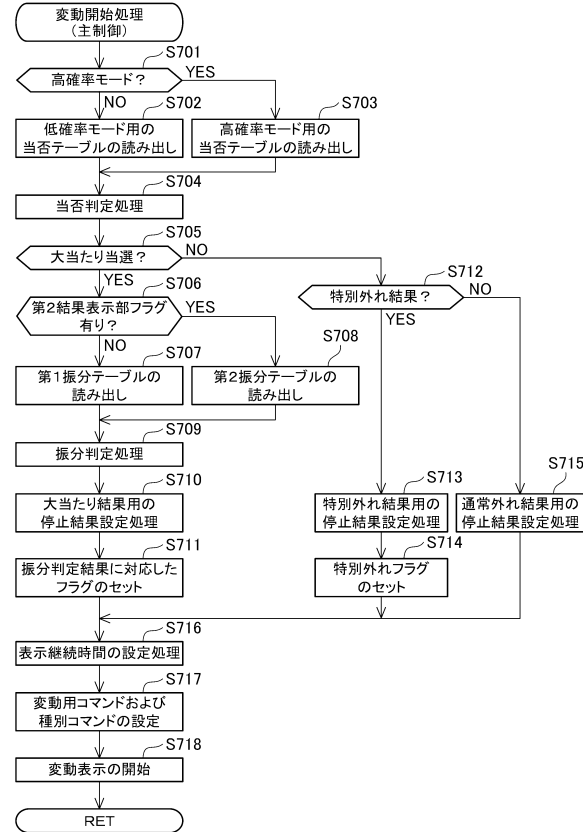 変動開始処理
(主制御)
S701
高確率モード？
YES
NO
S702
低確率モード用の
当否テーブルの読み出し
S703
高確率モード用の
当否テーブルの読み出し
S704
当否判定処理
S705
大当たり当選？
NO
YES
S706
第2結果表示部フラグ
有り？
YES
NO
S712
特別外れ結果？
NO
YES
S707
第1振分テーブルの
読み出し
S708
第2振分テーブルの
読み出し
S709
振分判定処理
S710
大当たり結果用の
停止結果設定処理
S713
特別外れ結果用の
停止結果設定処理
S715
通常外れ結果用の
停止結果設定処理
S711
振分判定結果に対応した
フラグのセット
S714
特別外れフラグ
のセット
S716
表示継続時間の設定処理
S717
変動用コマンドおよび
種別コマンドの設定
S718
変動表示の開始
RET